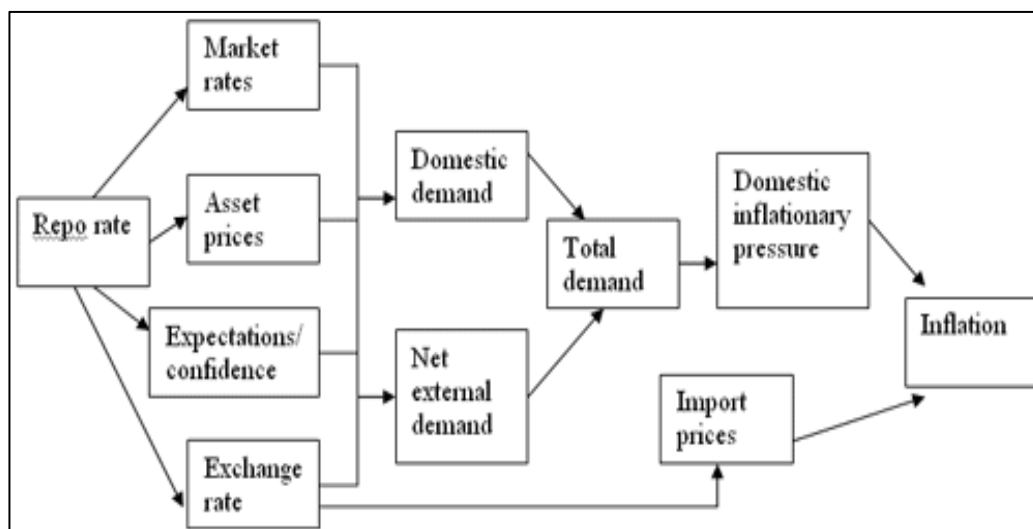 Market
rates
Repo rate
Asset
prices
Expectations/
confidence
Exchange
rate
Domestic
demand
Net
external
demand
Total
demand
Domestic
inflationary
pressure
Import
prices
Inflation